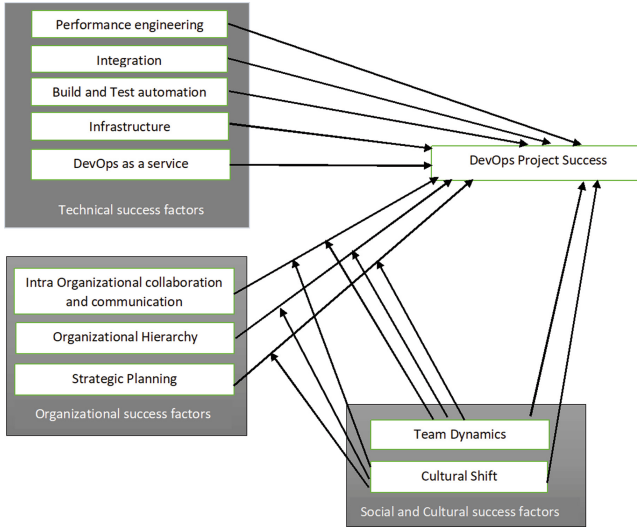 Performance engineering
Integration
Build and Test automation
Infrastructure
DevOps as a service
Technical success factors
DevOps Project Success
Intra Organizational collaboration
and communication
Organizational Hierarchy
Strategic Planning
Organizational success factors
Team Dynamics
Cultural Shift
Social and Cultural success factors